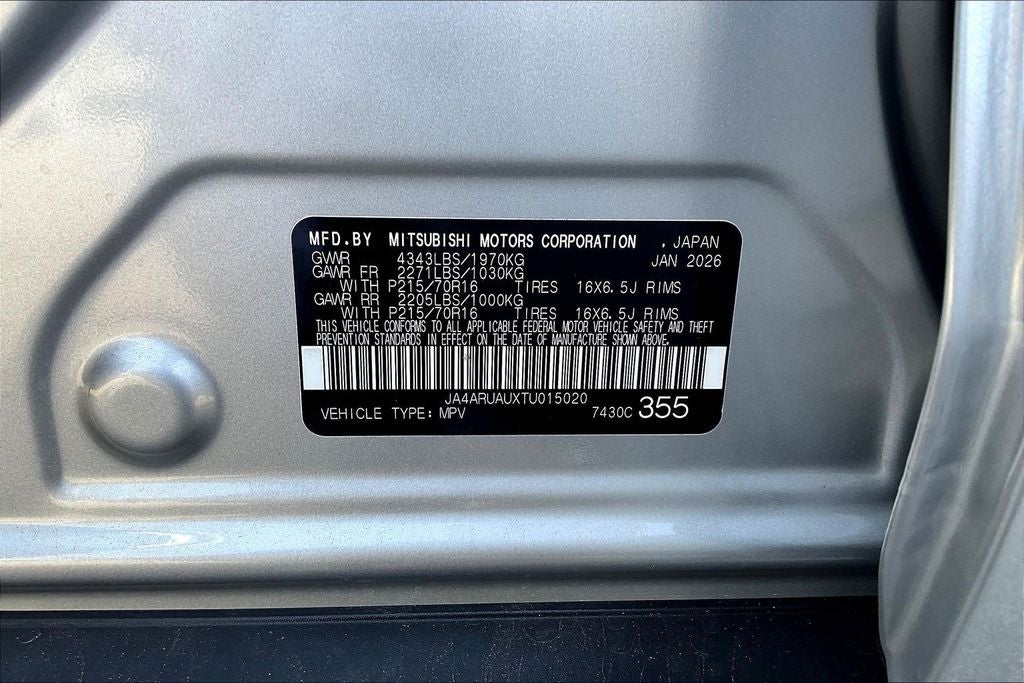 MFD.BY MITSUBISHI MOTORS CORPORATION . JAPAN
GVWR 4343LBS/1970KG JAN 2026
GAWR FR 2271LBS/1030KG
WITH P215/70R16 TIRES 16X6.5J RIMS
GAWR RR 2205LBS/1000KG
WITH P215/70R16 TIRES 16X6.5J RIMS
THIS VEHICLE CONFORMS TO ALL APPLICABLE FEDERAL MOTOR VEHICLE SAFETY AND THEFT
PREVENTION STANDARDS IN EFFECT ON THE DATE OF MANUFACTURE SHOWN ABOVE.
JA4ARUAUXTU015020
VEHICLE TYPE: MPV 7430C 355